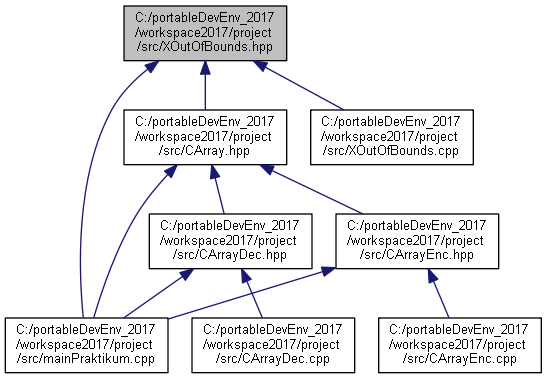 C:/portableDevEnv_2017
/workspace2017/project
/src/XOutOfBounds.hpp
C:/portableDevEnv_2017
/workspace2017/project
/src/CArray.hpp
C:/portableDevEnv_2017
/workspace2017/project
/src/XOutOfBounds.cpp
C:/portableDevEnv_2017
/workspace2017/project
/src/CArrayDec.hpp
C:/portableDevEnv_2017
/workspace2017/project
/src/CArrayEnc.hpp
C:/portableDevEnv_2017
/workspace2017/project
/src/mainPraktikum.cpp
C:/portableDevEnv_2017
/workspace2017/project
/src/CArrayDec.cpp
C:/portableDevEnv_2017
/workspace2017/project
/src/CArrayEnc.cpp